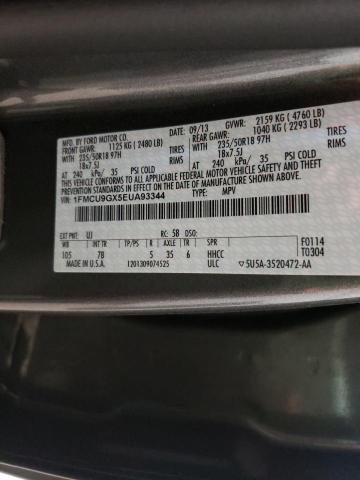 MFD. BY FORD MOTOR CO.
09/13 GVWR: 2159 KG ( 4760 LB)
FRONT GAWR: 1125 KG ( 2480 LB)
REAR GAWR: 1040 KG ( 2293 LB)
235/50R18 97H TIRES
235/50R18 97H TIRES
18x7.5J RIMS
18x7.5J RIMS
AT 240 kPa/ 35 PSI COLD
AT 240 kPa/ 35 PSI COLD
THIS VEHICLE CONFORMS TO ALL APPLICABLE FEDERAL MOTOR VEHICLE SAFETY, BUMPER, AND THEFT
PREVENTION STANDARDS IN EFFECT ON THE DATE OF MANUFACTURE SHOWN ABOVE.
VIN: 1FMCU9GX5EUA93344
TYPE: MPV
EXT PNT: UJ RC: 58 DSO:
WB INT TR TP/PS R AXLE TR SPR F0114
105 7B 5 35 6 HHCC T0304
MADE IN U.S.A. 1201309074525 ULC 5U5A-3520472-AA